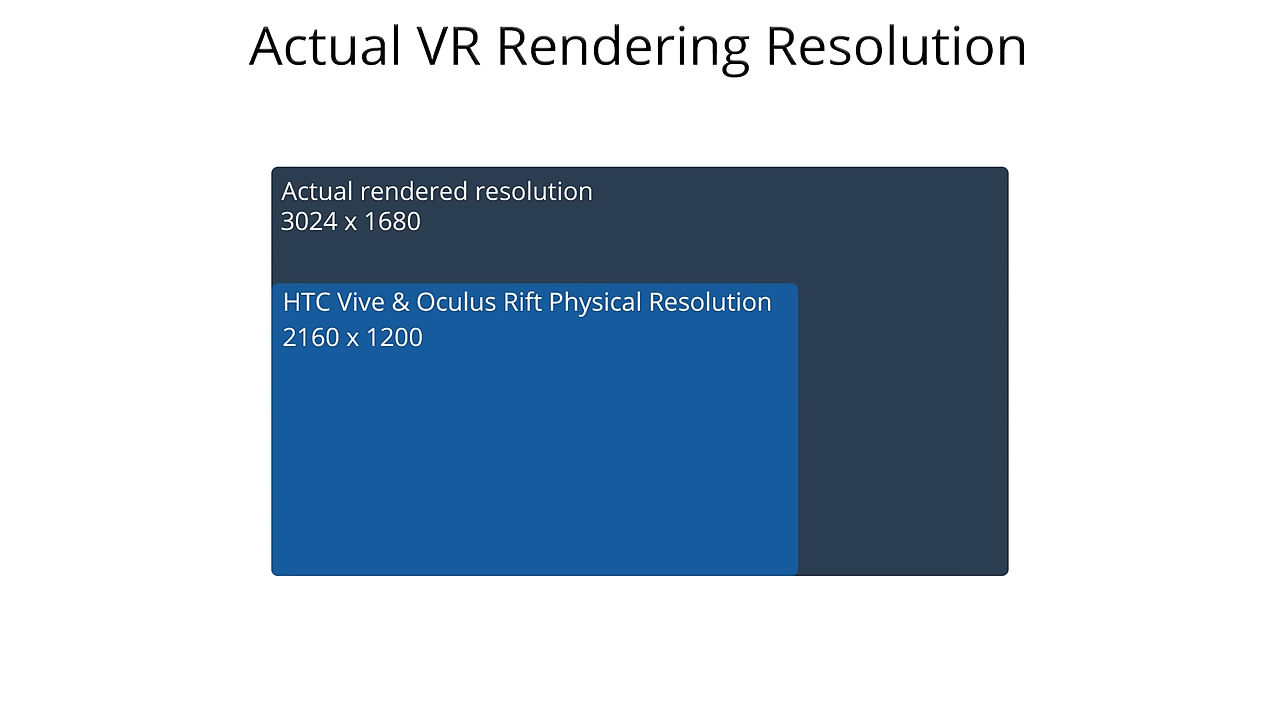 Actual VR Rendering Resolution
Actual rendered resolution
3024 x 1680
HTC Vive & Oculus Rift Physical Resolution
2160 x 1200